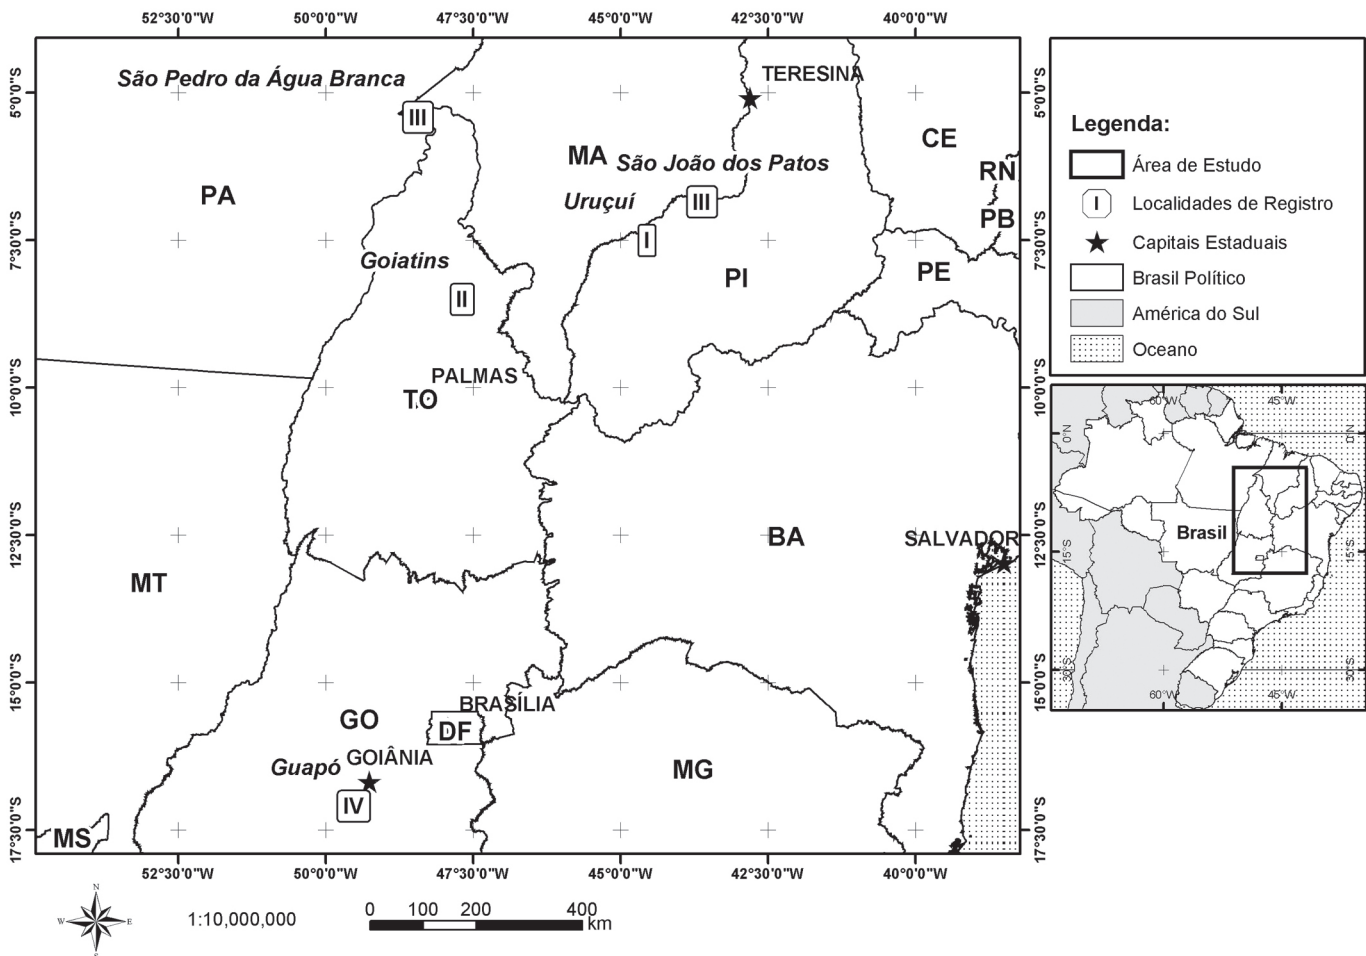 52°30'0"W 50°0'0"W 47°30'0"W 45°0'0"W 42°30'0"W 40°0'0"W
São Pedro da Água Branca
TERESINA
5°0'0"S
5°0'0"S
III
CE
MA
São João dos Patos
RN
PA
Uruçuí
III
PB
7°30'0"S
I
7°30'0"S
Goiatins
PE
II
PI
PALMAS
10°0'0"S
TO
10°0'0"S
12°30'0"S
BA
SALVADOR
12°30'0"S
MT
15°0'0"S
15°0'0"S
BRASÍLIA
GO
DF
Guapó
GOIÂNIA
MG
IV
17°30'0"S
MS
17°30'0"S
52°30'0"W 50°0'0"W 47°30'0"W 45°0'0"W 42°30'0"W 40°0'0"W
Legenda:
Área de Estudo
I
Localidades de Registro
Capitais Estaduais
Brasil Político
América do Sul
Oceano
60°W 45°W
0°N
0°N
Brasil
15°S
15°S
30°S
30°S
60°W 45°W
N
W
E
S
1:10,000,000
0 100 200 400
km